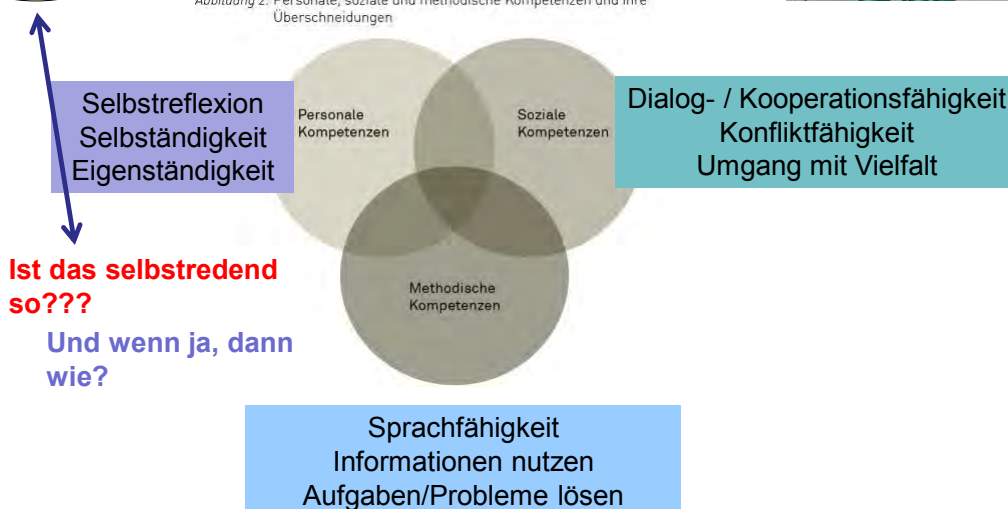 Abbildung 2: Personale, soziale und methodische Kompetenzen und ihre
Überschneidungen
Selbstreflexion
Selbständigkeit
Eigenständigkeit
Personale
Kompetenzen
Soziale
Kompetenzen
Dialog- / Kooperationsfähigkeit
Konfliktfähigkeit
Umgang mit Vielfalt
Methodische
Kompetenzen
Ist das selbstredend
so???
Und wenn ja, dann
wie?
Sprachfähigkeit
Informationen nutzen
Aufgaben/Probleme lösen